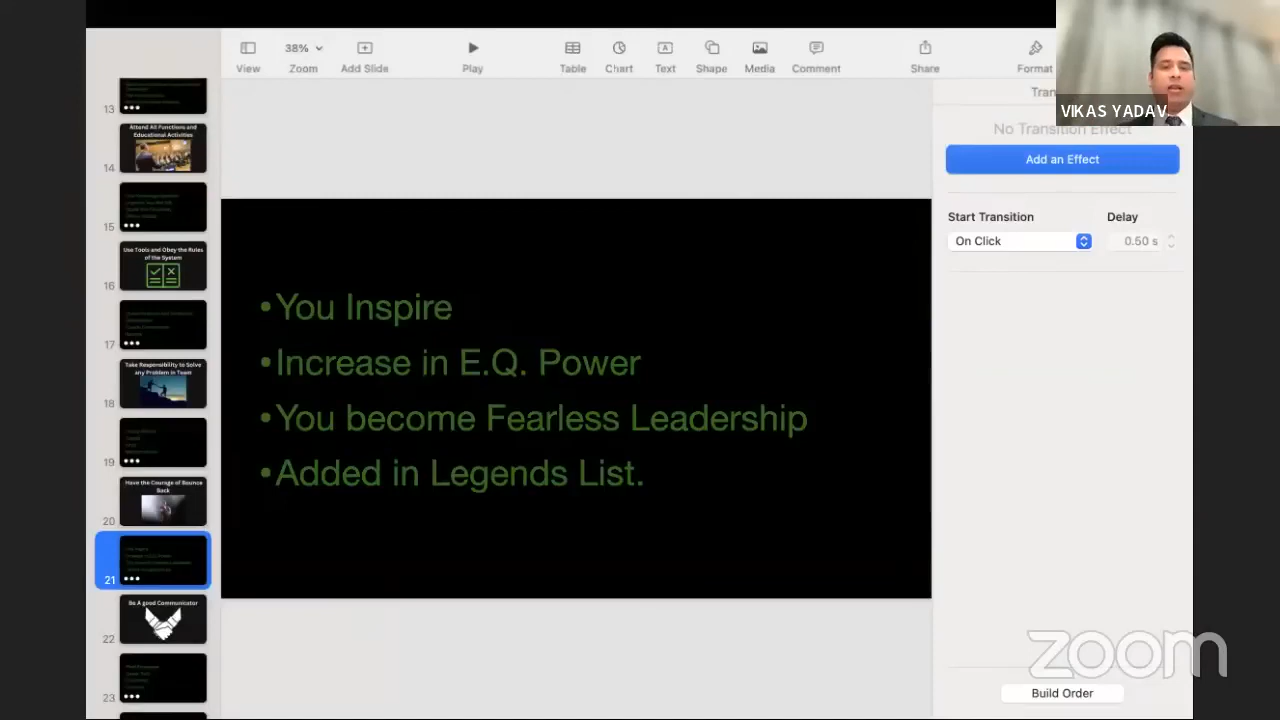 38%
View
Zoom
Add Slide
Play
Table
Chart
Text
Shape
Media
Comment
Share
Format
VIKAS YADAV
Tran
No Transition Effect
Add an Effect
Start Transition
Delay
On Click
0.50 s
13
Attend All Functions and
Educational Activities
14
15
Use Tools and Obey the Rules
of the System
16
17
Take Responsibility to Solve
any Problem in Team
18
19
Have the Courage of Bounce
Back
20
21
Be A good Communicator
22
23
•You Inspire
•Increase in E.Q. Power
•You become Fearless Leadership
•Added in Legends List.
zoom
Build Order